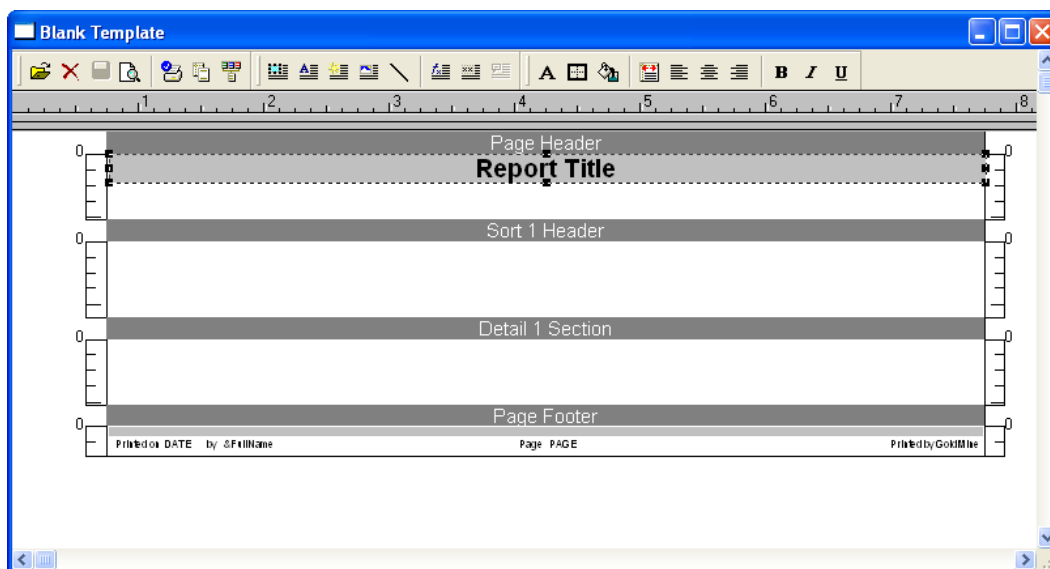 Blank Template
A B I U
1 2 3 4 5 6 7 8
Page Header
0 0
Report Title
Sort 1 Header
0 0
Detail 1 Section
0 0
Page Footer
0 0
Printed on DATE by &FullName Page PAGE Printed by GoldMine